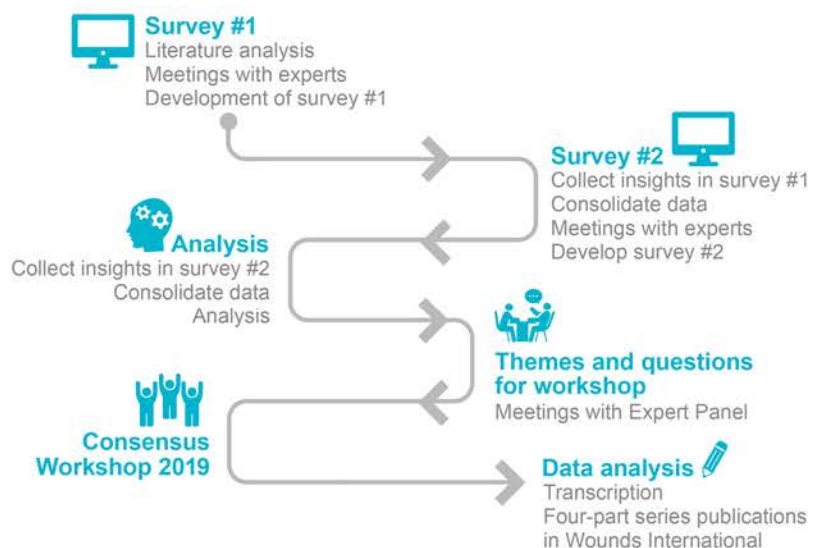 Survey #1
Literature analysis
Meetings with experts
Development of survey #1
Survey #2
Collect insights in survey #1
Consolidate data
Meetings with experts
Develop survey #2
Analysis
Collect insights in survey #2
Consolidate data
Analysis
Themes and questions
for workshop
Meetings with Expert Panel
Consensus
Workshop 2019
Data analysis
Transcription
Four-part series publications
in Wounds International